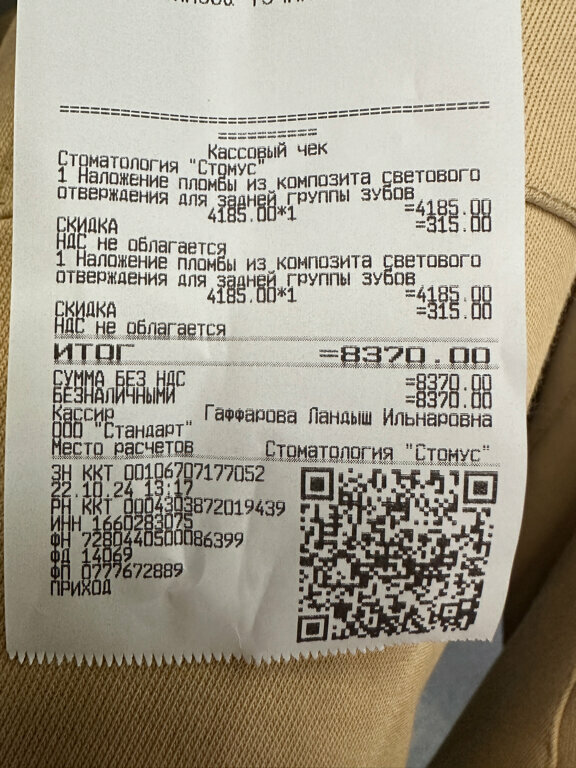 =============================================
==========
Кассовый чек
Стоматология "Стомус"
1 Наложение пломбы из композита светового
отверждения для задней группы зубов
4185.00*1 =4185.00
СКИДКА =315.00
НДС не облагается
1 Наложение пломбы из композита светового
отверждения для задней группы зубов
4185.00*1 =4185.00
СКИДКА =315.00
НДС не облагается
ИТОГ =8370.00
СУММА БЕЗ НДС =8370.00
БЕЗНАЛИЧНЫМИ =8370.00
Кассир Гаффарова Ландыш Ильнаровна
ООО "Стандарт"
Место расчетов Стоматология "Стомус"
ЗН ККТ 00106707177052
22.10.24 13:17
РН ККТ 0004303872019439
ИНН 1660283075
ФН 7280440500086399
ФД 14069
ФП 0777672889
ПРИХОД